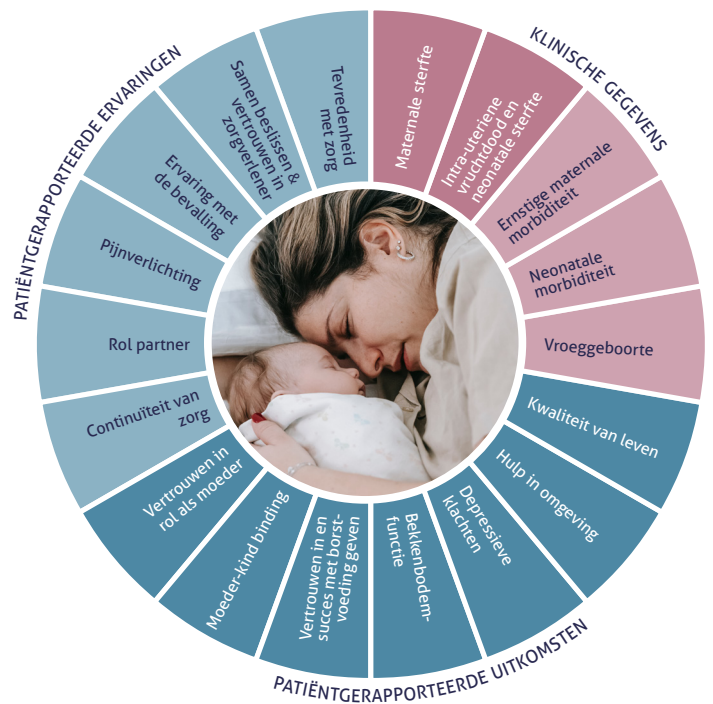 KLINISCHE GEGEVENS
Maternale sterfte
Intra-uteriene
vruchtdood en
neonatale sterfte
Ernstige maternale
morbiditeit
Neonatale
morbiditeit
Vroeggeboorte
PATIËNTGERAPPORTEERDE UITKOMSTEN
Kwaliteit van leven
Hulp in omgeving
Depressieve
klachten
Bekkenbodem-
functie
Vertrouwen in en
succes met borst-
voeding geven
Moeder-kind binding
Vertrouwen in
rol als moeder
PATIËNTGERAPPORTEERDE ERVARINGEN
Continuïteit van
zorg
Rol partner
Pijnverlichting
Ervaring met
de bevalling
Samen beslissen &
vertrouwen in
zorgverlener
Tevredenheid
met zorg